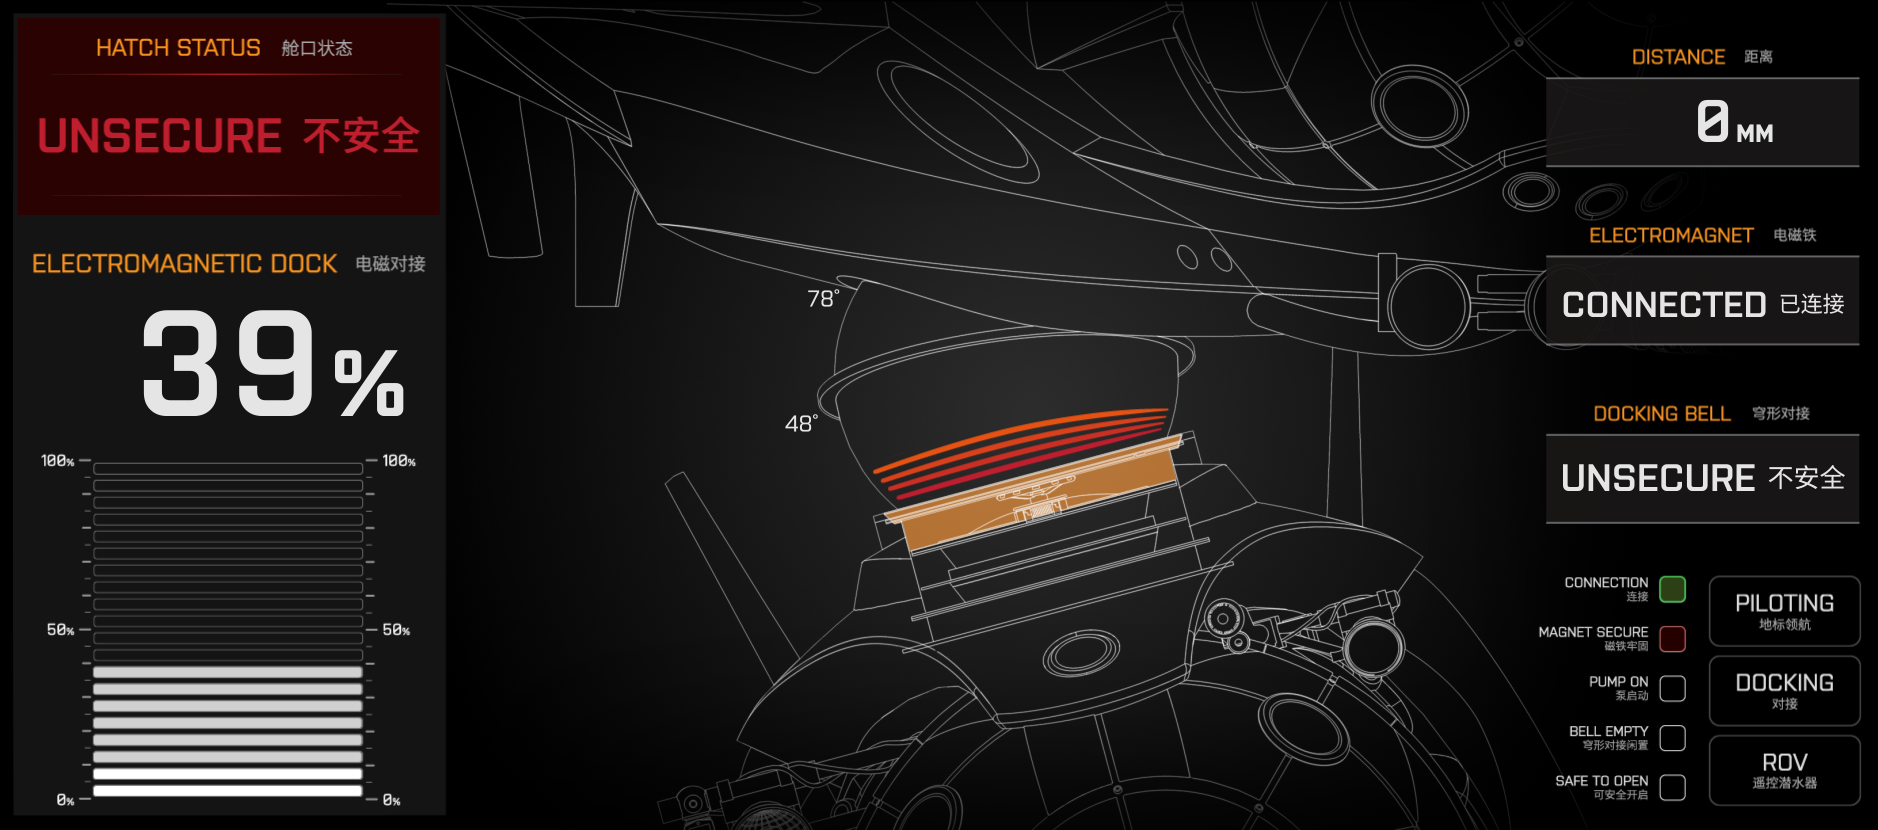 HATCH STATUS 舱口状态
UNSECURE 不安全
ELECTROMAGNETIC DOCK 电磁对接
39%
100% 100%
50% 50%
0% 0%
78°
48°
DISTANCE 距离
0 MM
ELECTROMAGNET 电磁铁
CONNECTED 已连接
DOCKING BELL 穹形对接
UNSECURE 不安全
CONNECTION
连接
MAGNET SECURE
磁铁牢固
PUMP ON
泵启动
BELL EMPTY
穹形对接闲置
SAFE TO OPEN
可安全开启
PILOTING
地标领航
DOCKING
对接
ROV
遥控潜水器